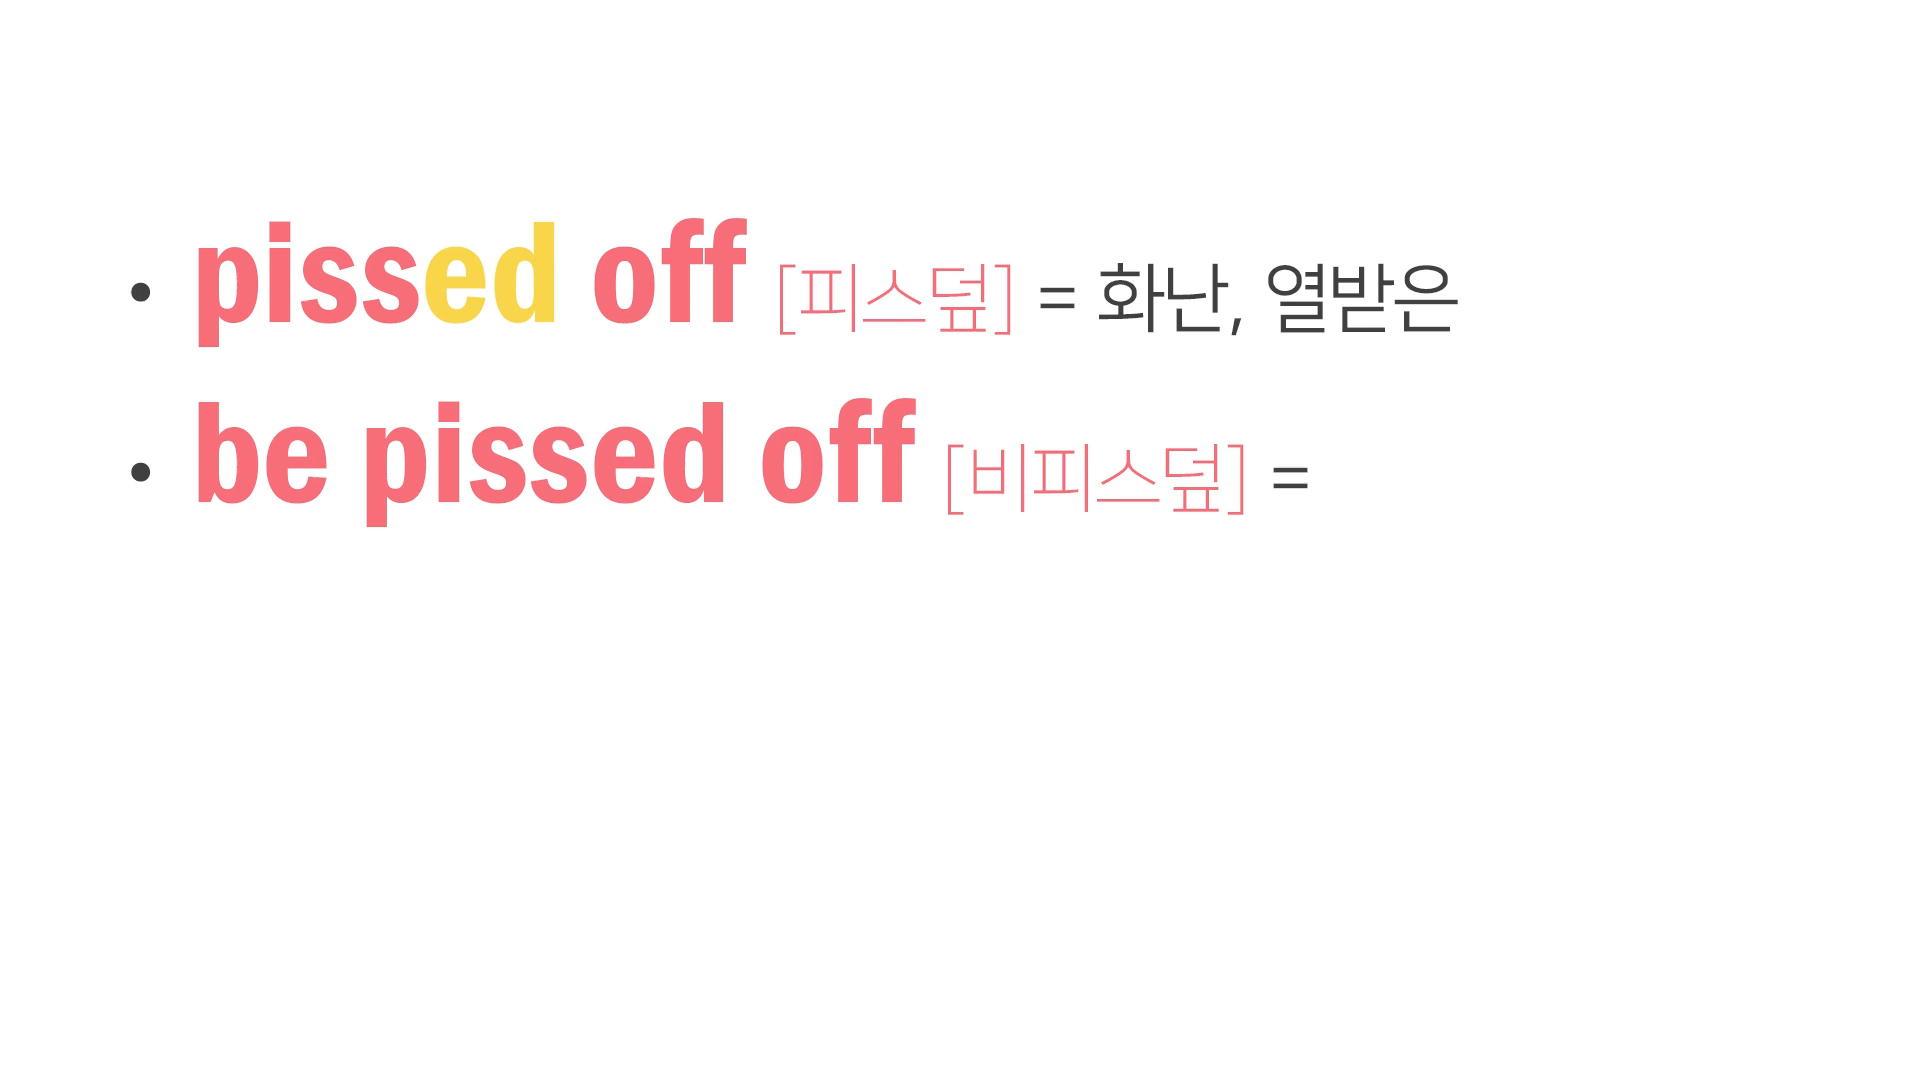 • pissed off [피스덮] = 화난, 열받은
• be pissed off [비피스덮] =